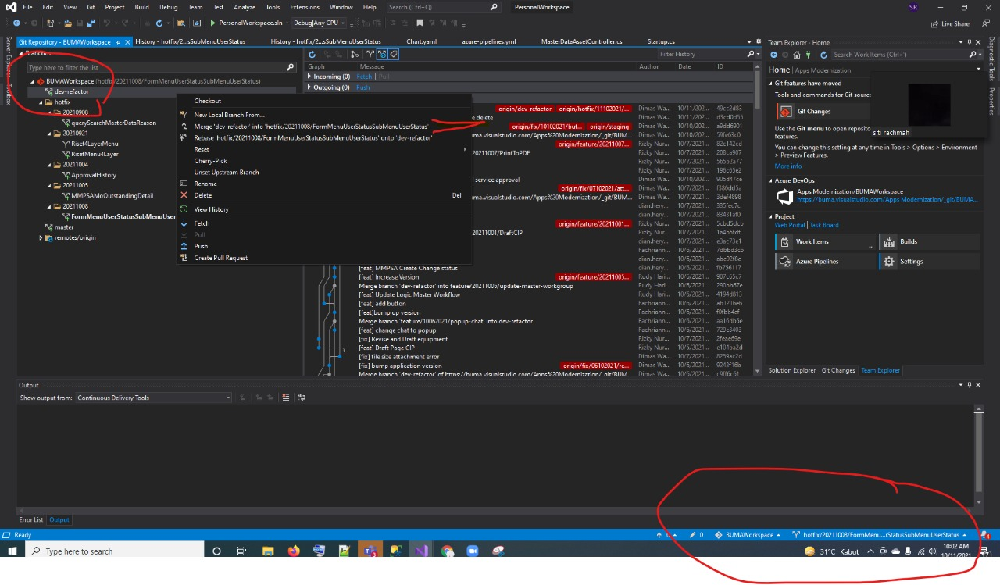 File Edit View Git Project Build Debug Team Test Analyze Tools Extensions Window Help Search (Ctrl+Q) PersonalWorkspace SR
PersonalWorkspace.sln Debug|Any CPU Live Share
Server Explorer
Toolbox
Git Repository - BUMAWorkspace History - hotfix/2...sSubMenuUserStatus History - hotfix/2...sSubMenuUserStatus Chart.yaml azure-pipelines.yml MasterDataAssetController.cs Startup.cs
Branches
Type here to filter the list
BUMAWorkspace (hotfix/20211008/FormMenuUserStatusSubMenuUserStatus)
dev-refactor
hotfix
20210908
querySearchMasterDataReason
20210921
Riset4LayerMenu
RisetMenu4Layer
20211004
ApprovalHistory
20211005
MMPSAMoOutstandingDetail
20211008
FormMenuUserStatusSubMenuUser
master
remotes/origin
Checkout
New Local Branch From...
Merge 'dev-refactor' into 'hotfix/20211008/FormMenuUserStatusSubMenuUserStatus'
Rebase 'hotfix/20211008/FormMenuUserStatusSubMenuUserStatus' onto 'dev-refactor'
Reset
Cherry-Pick
Unset Upstream Branch
Rename
Delete Del
View History
Fetch
Pull
Push
Create Pull Request
Filter History
Graph Message Author Date ID
Incoming (0) Fetch | Pull
Outgoing (0) Push
origin/dev-refactor origin/hotfix/11102021/... Dimas Wa... 10/11/202... 49cc2d83
e delete Dimas Wa... 10/11/202... d3cd0d55
origin/fix/10102021/but... origin/staging Dimas Wa... 10/10/202... a9dd6901
buma.visualstudio.com/Apps%20Modernization/_git/BUM... Dimas Wa... 10/10/202... 59fe63c0
origin/feature/20211007... Rizky Nur... 10/7/2021... 82c142cd
2021007/PrintToPDF Rizky Nur... 10/7/2021... 208ca907
Rizky Nur... 10/7/2021... 565b2a77
Rizky Nur... 10/7/2021... 196c65e2
l service approval Dimas Wa... 10/10/202... 905d47ce
origin/fix/07102021/att... Dimas Wa... 10/7/2021... f386dd5a
buma.visualstudio.com/Apps%20Modernization/_git/BUM... Dimas Wa... 10/7/2021... 3def4898
dian.hery... 10/7/2021... 335fec7c
dian.hery... 10/7/2021... 83431af0
origin/feature/20211001... Rizky Nur... 10/7/2021... 5cbd5dcb
2021001/DraftCIP Rizky Nur... 10/7/2021... 1a4b5fdf
dian.hery... 10/7/2021... e3ac73e1
Fachriann... 10/7/2021... 7dbbd3c6
dian.hery... 10/6/2021... abc92f8e
[feat] MMPSA Create Change status dian.hery... 10/6/2021... fb756117
[feat] Increase Version origin/feature/20211005... Rudy Hari... 10/6/2021... 907c65c7
Merge branch 'dev-refactor' into feature/20211005/update-master-workgroup Rudy Hari... 10/6/2021... 290bb67e
[feat] Update Logic Master Workflow Rudy Hari... 10/6/2021... 4194d813
[feat] add button Fachriann... 10/6/2021... ab1216e6
[feat]bump up version Fachriann... 10/6/2021... f0fbb4ef
Merge branch 'feature/10062021/popup-chat' into dev-refactor Fachriann... 10/6/2021... aa16db5e
[feat] change chat to popup Fachriann... 10/6/2021... 729e3403
[fix] Revise and Draft equipment Rizky Nur... 10/7/2021... 2feae69e
[feat] Draft Page CIP Rizky Nur... 10/5/2021... e104ba2d
[fix] file size attachment error Dimas Wa... 10/7/2021... 8259ac2d
[fix] bump application version origin/fix/06102021/re... Dimas Wa... 10/6/2021... 9243f16b
Merge branch 'dev-refactor' of https://buma.visualstudio.com/Apps%20Modernization/_git/BUM... Dimas Wa... 10/6/2021... c9ff6c61
Team Explorer - Home
Search Work Items (Ctrl+')
Home | Apps Modernization
Git features have moved
Tools and commands for Git source
Git Changes
siti rachmah
Use the Git menu to open reposito
features.
You can change this setting at any time in Tools > Options > Environment
> Preview Features.
More info
Azure DevOps
Apps Modernization/BUMAWorkspace
https://buma.visualstudio.com/Apps Modernization/_git/BUMA...
Project
Web Portal | Task Board
Work Items ... Builds
Azure Pipelines Settings
Solution Explorer Git Changes Team Explorer
Diagnostic Tools
Properties
Output
Show output from: Continuous Delivery Tools
Error List Output
Ready 0 BUMAWorkspace hotfix/20211008/FormMenu...rStatusSubMenuUserStatus 4
Type here to search 3 31°C Kabut 10:02 AM
10/11/2021 7